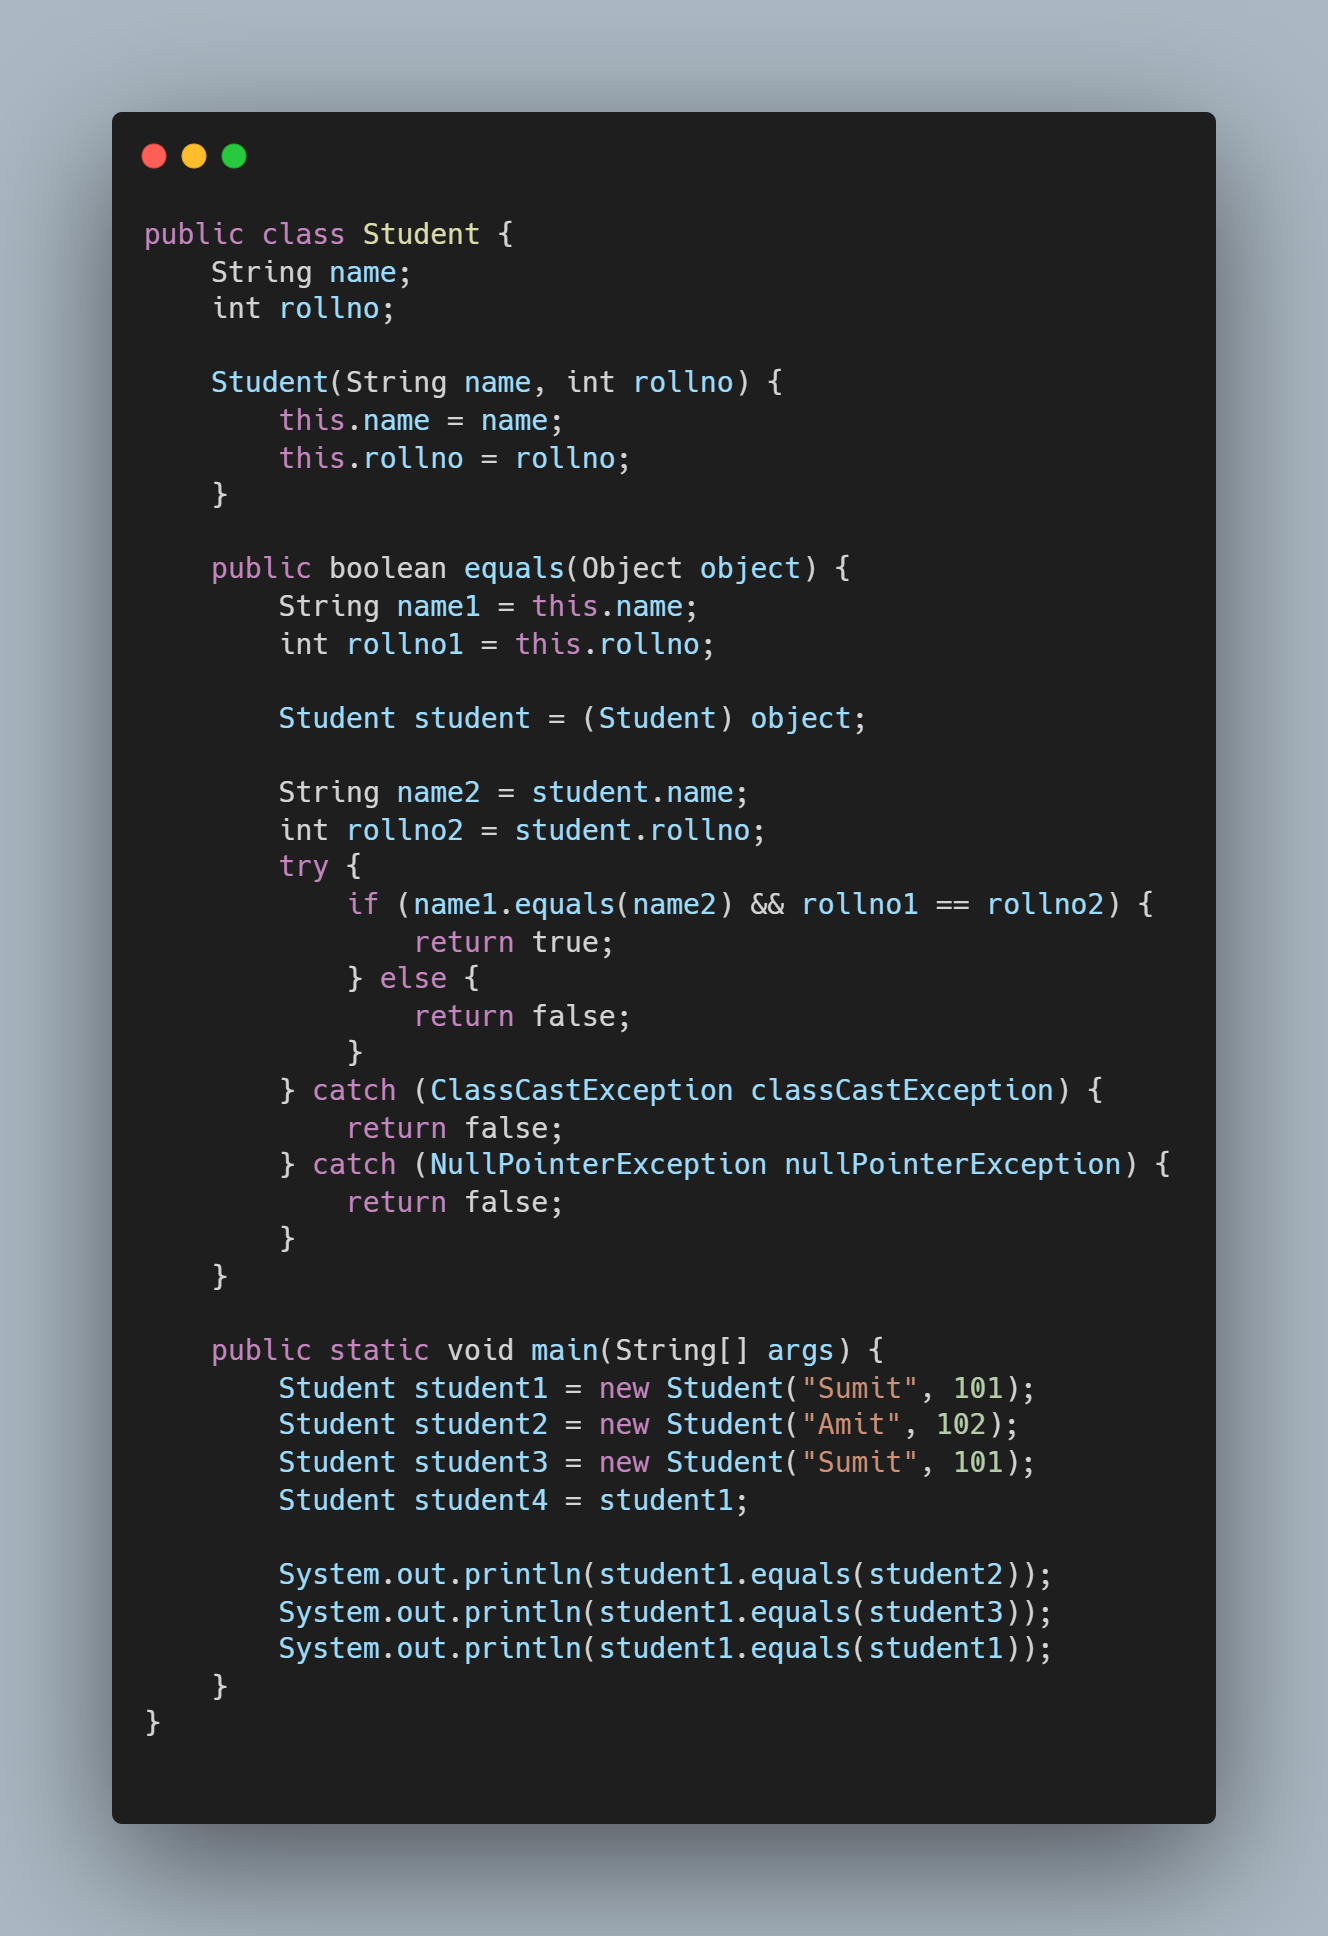 public class Student {
    String name;
    int rollno;

    Student(String name, int rollno) {
        this.name = name;
        this.rollno = rollno;
    }

    public boolean equals(Object object) {
        String name1 = this.name;
        int rollno1 = this.rollno;

        Student student = (Student) object;

        String name2 = student.name;
        int rollno2 = student.rollno;
        try {
            if (name1.equals(name2) && rollno1 == rollno2) {
                return true;
            } else {
                return false;
            }
        } catch (ClassCastException classCastException) {
            return false;
        } catch (NullPointerException nullPointerException) {
            return false;
        }
    }

    public static void main(String[] args) {
        Student student1 = new Student("Sumit", 101);
        Student student2 = new Student("Amit", 102);
        Student student3 = new Student("Sumit", 101);
        Student student4 = student1;

        System.out.println(student1.equals(student2));
        System.out.println(student1.equals(student3));
        System.out.println(student1.equals(student1));
    }
}